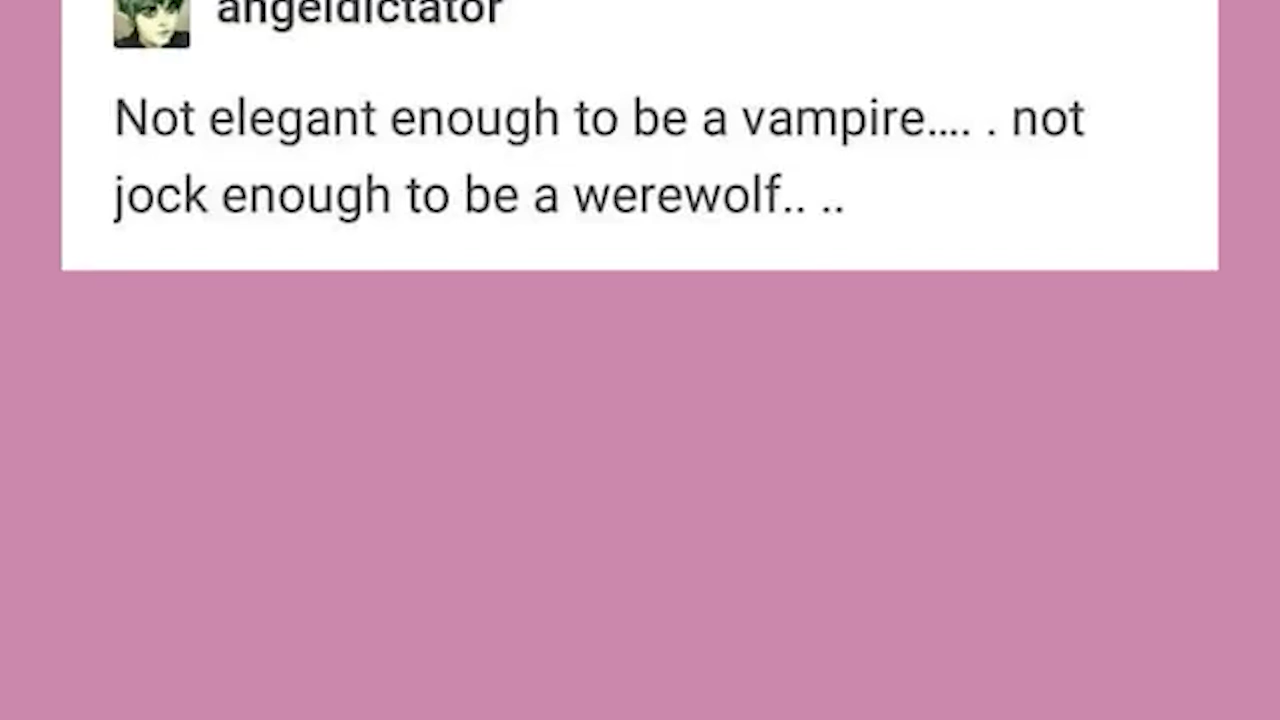 angeldictator
Not elegant enough to be a vampire.... . not
jock enough to be a werewolf.. ..